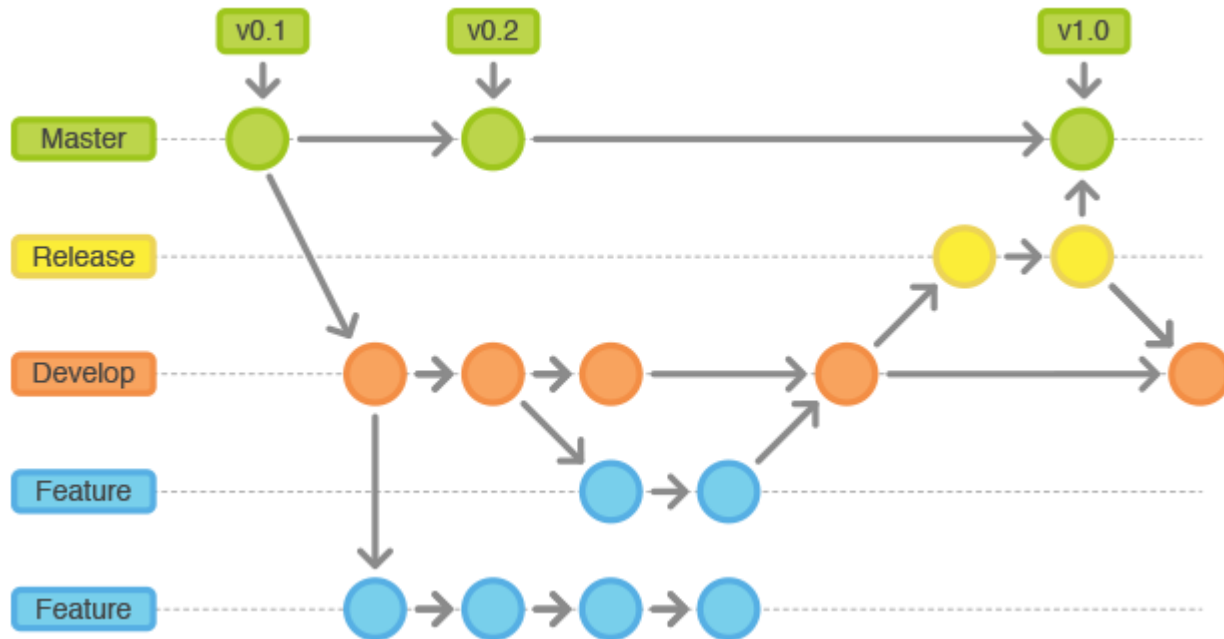 v0.1
v0.2
v1.0
Master
Release
Develop
Feature
Feature